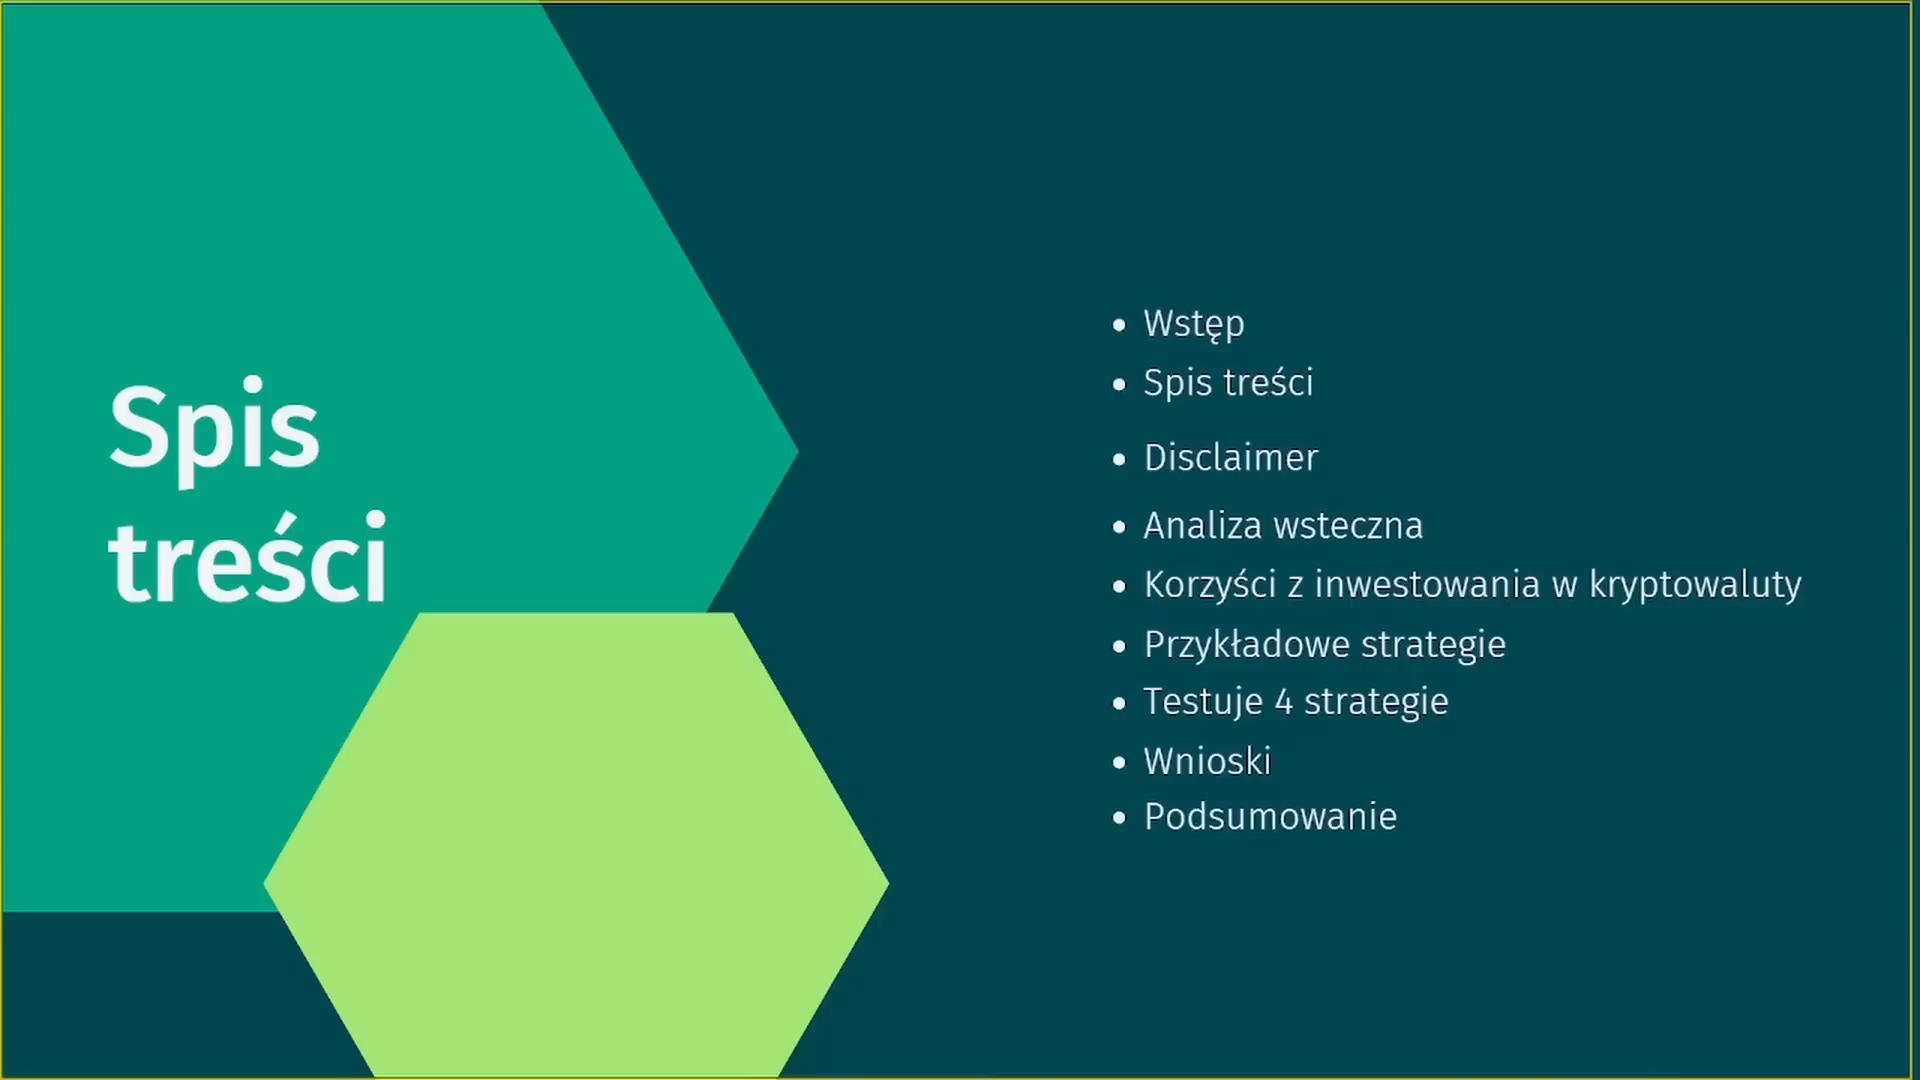 Spis
treści
• Wstęp
• Spis treści
• Disclaimer
• Analiza wsteczna
• Korzyści z inwestowania w kryptowaluty
• Przykładowe strategie
• Testuje 4 strategie
• Wnioski
• Podsumowanie